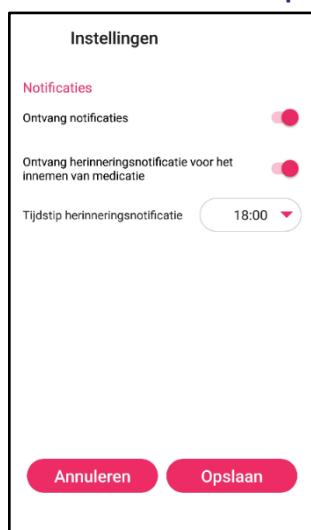 Instellingen
Notificaties
Ontvang notificaties
Ontvang herinneringsnotificatie voor het
innemen van medicatie
Tijdstip herinneringsnotificatie 18:00
Annuleren Opslaan